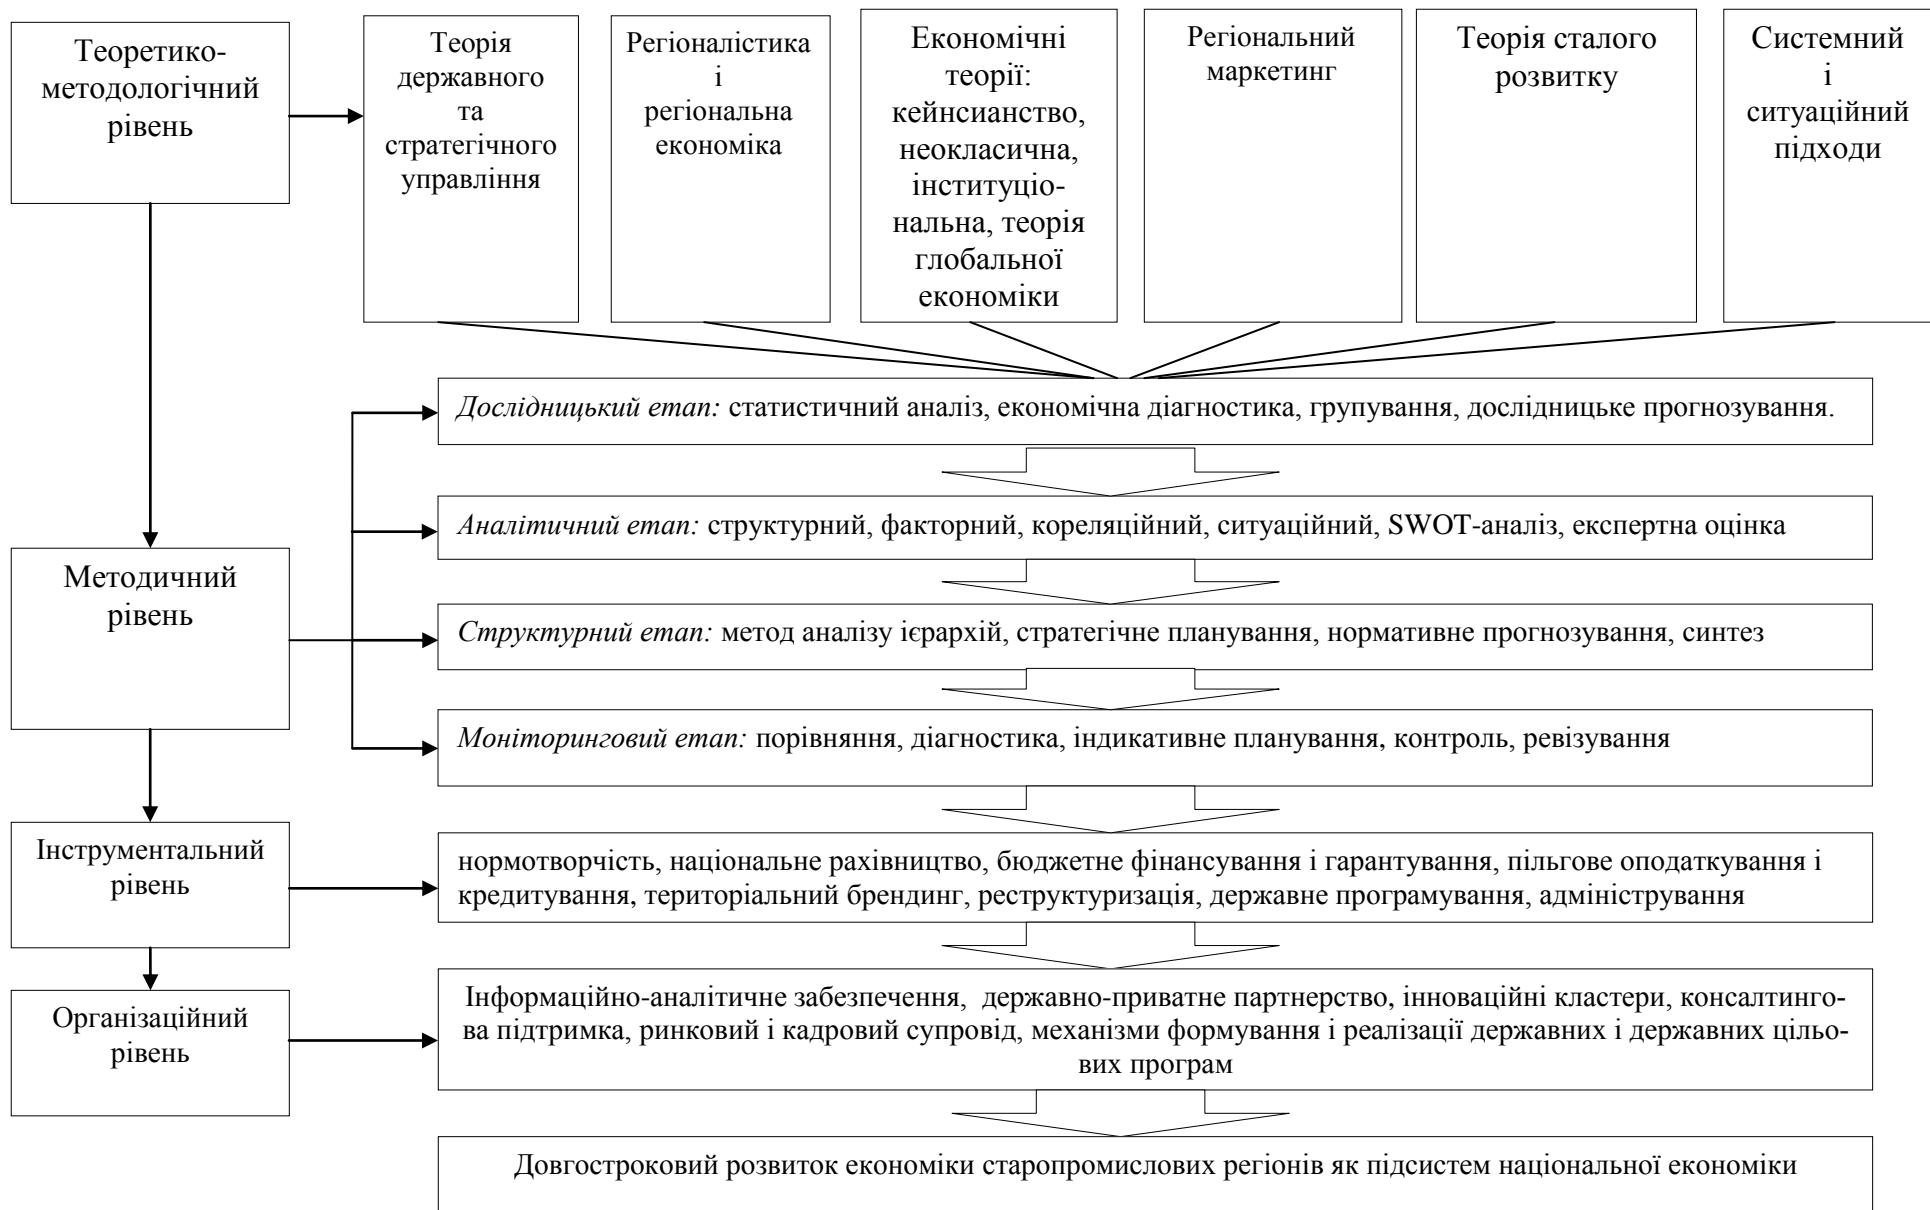 Теоретико-
методологічний
рівень
Теорія
державного
та
стратегічного
управління
Регіоналістика
і
регіональна
економіка
Економічні
теорії:
кейнсианство,
неокласична,
інституціо-
нальна, теорія
глобальної
економіки
Регіональний
маркетинг
Теорія сталого
розвитку
Системний
і
ситуаційний
підходи
Дослідницький етап: статистичний аналіз, економічна діагностика, групування, дослідницьке прогнозування.
Аналітичний етап: структурний, факторний, кореляційний, ситуаційний, SWOT-аналіз, експертна оцінка
Методичний
рівень
Структурний етап: метод аналізу ієрархій, стратегічне планування, нормативне прогнозування, синтез
Моніторинговий етап: порівняння, діагностика, індикативне планування, контроль, ревізування
Інструментальний
рівень
нормотворчість, національне рахівництво, бюджетне фінансування і гарантування, пільгове оподаткування і
кредитування, територіальний брендинг, реструктуризація, державне програмування, адміністрування
Організаційний
рівень
Інформаційно-аналітичне забезпечення, державно-приватне партнерство, інноваційні кластери, консалтинго-
ва підтримка, ринковий і кадровий супровід, механізми формування і реалізації державних і державних цільо-
вих програм
Довгостроковий розвиток економіки старопромислових регіонів як підсистем національної економіки